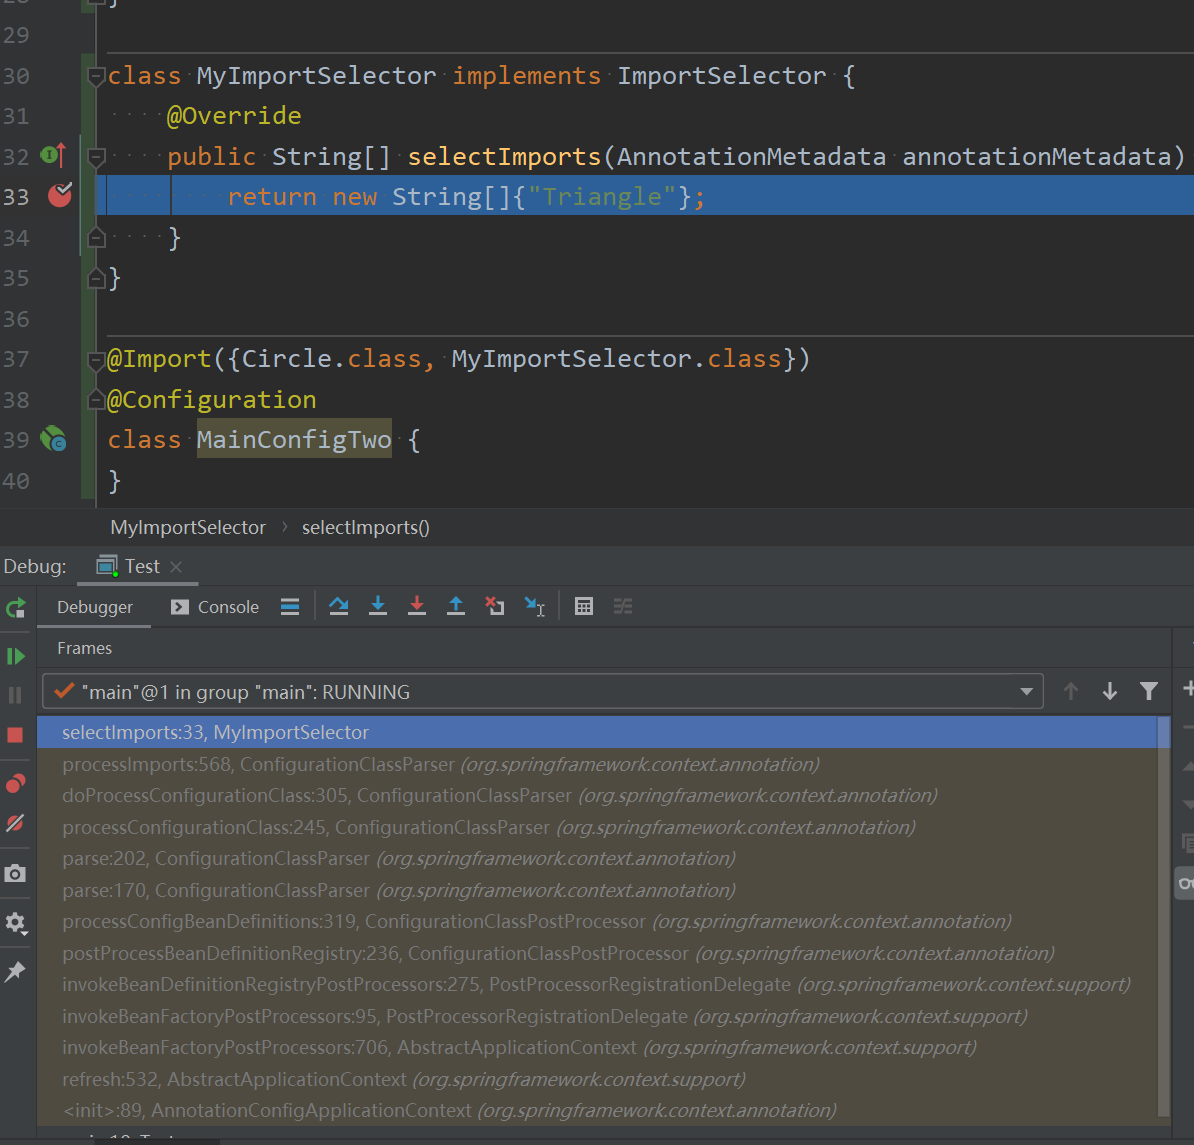 29
30 class MyImportSelector implements ImportSelector {
31 @Override
32 public String[] selectImports(AnnotationMetadata annotationMetadata)
33 return new String[]{"Triangle"};
34 }
35 }
36
37 @Import({Circle.class, MyImportSelector.class})
38 @Configuration
39 class MainConfigTwo {
40 }
MyImportSelector › selectImports()
Debug: Test
Debugger Console
Frames
"main"@1 in group "main": RUNNING
selectImports:33, MyImportSelector
processImports:568, ConfigurationClassParser (org.springframework.context.annotation)
doProcessConfigurationClass:305, ConfigurationClassParser (org.springframework.context.annotation)
processConfigurationClass:245, ConfigurationClassParser (org.springframework.context.annotation)
parse:202, ConfigurationClassParser (org.springframework.context.annotation)
parse:170, ConfigurationClassParser (org.springframework.context.annotation)
processConfigBeanDefinitions:319, ConfigurationClassPostProcessor (org.springframework.context.annotation)
postProcessBeanDefinitionRegistry:236, ConfigurationClassPostProcessor (org.springframework.context.annotation)
invokeBeanDefinitionRegistryPostProcessors:275, PostProcessorRegistrationDelegate (org.springframework.context.support)
invokeBeanFactoryPostProcessors:95, PostProcessorRegistrationDelegate (org.springframework.context.support)
invokeBeanFactoryPostProcessors:706, AbstractApplicationContext (org.springframework.context.support)
refresh:532, AbstractApplicationContext (org.springframework.context.support)
<init>:89, AnnotationConfigApplicationContext (org.springframework.context.annotation)